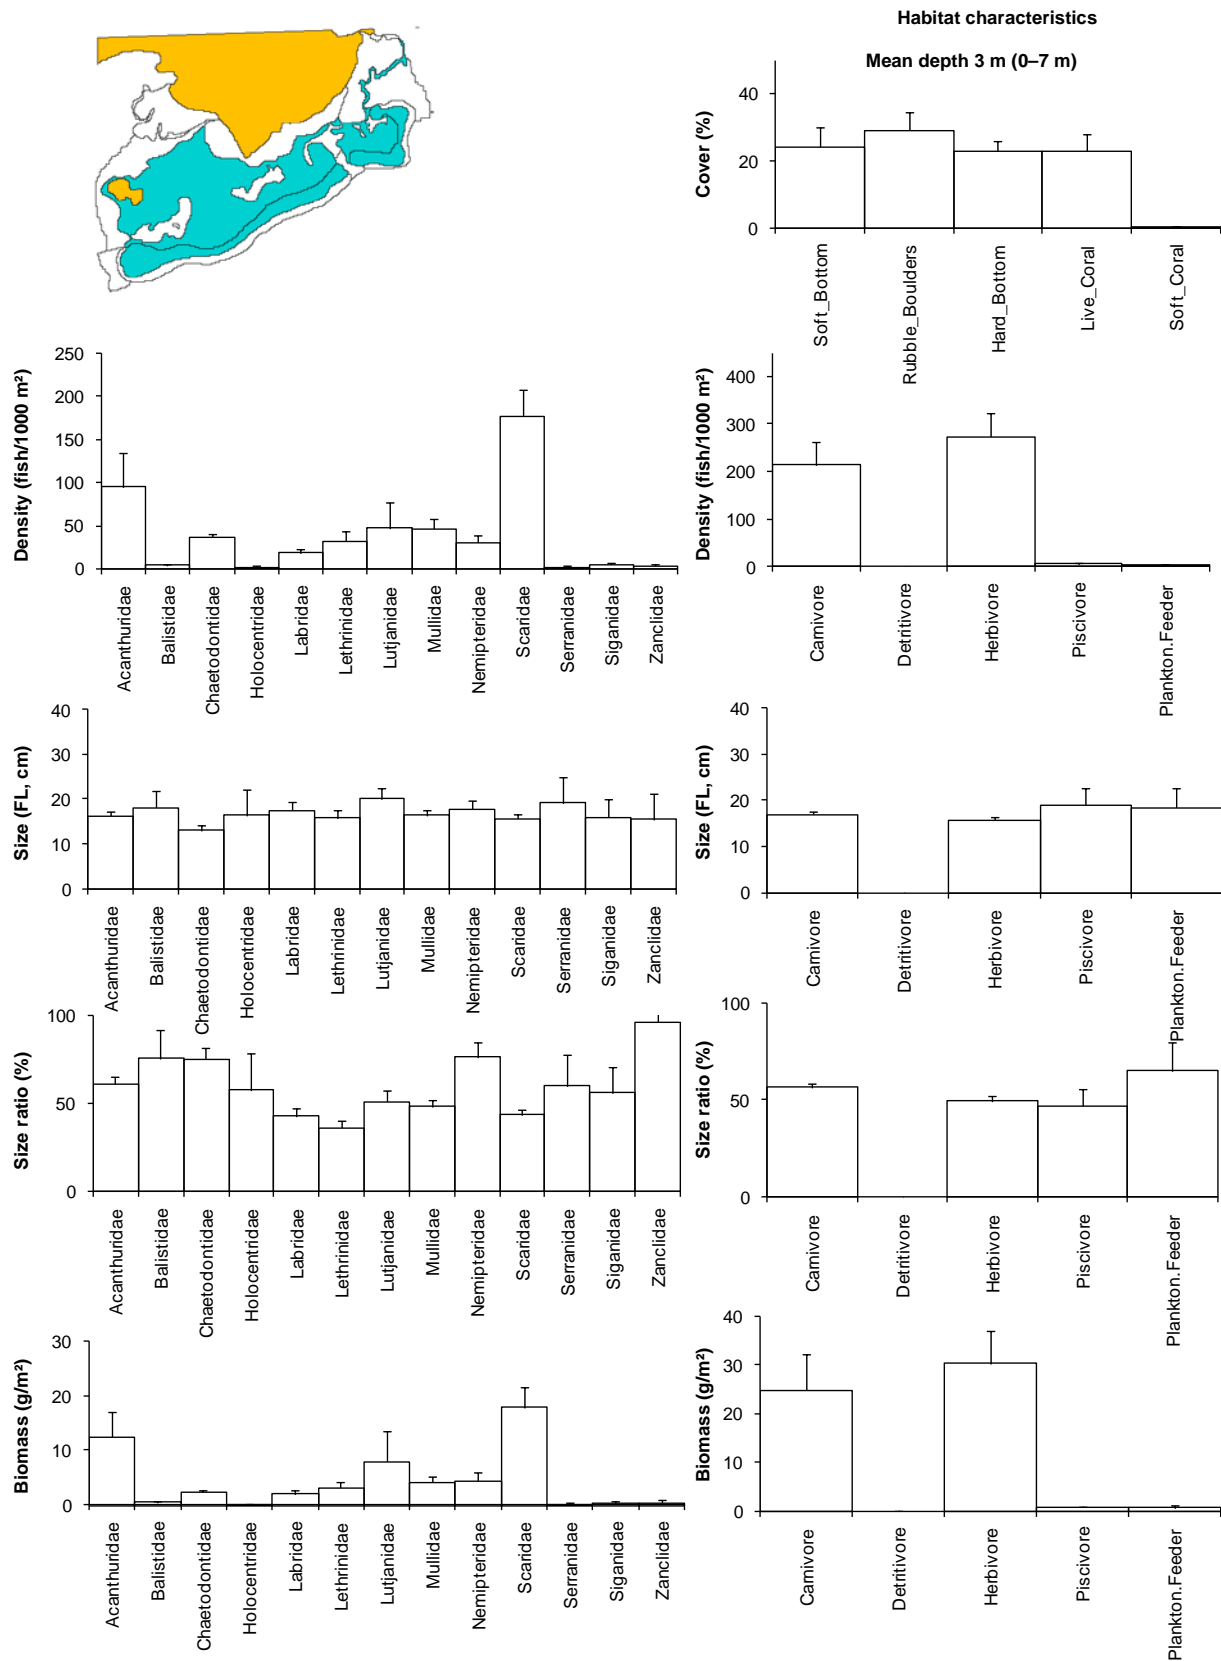 Habitat characteristics
Mean depth 3 m (0–7 m)
Cover (%)
40
20
0
Soft_Bottom
Rubble_Boulders
Hard_Bottom
Live_Coral
Soft_Coral
Density (fish/1000 m²)
250
200
150
100
50
0
Acanthuridae
Balistidae
Chaetodontidae
Holocentridae
Labridae
Lethrinidae
Lutjanidae
Mullidae
Nemipteridae
Scaridae
Serranidae
Siganidae
Zanclidae
Density (fish/1000 m²)
400
300
200
100
0
Carnivore
Detritivore
Herbivore
Piscivore
Plankton.Feeder
Size (FL, cm)
40
30
20
10
0
Acanthuridae
Balistidae
Chaetodontidae
Holocentridae
Labridae
Lethrinidae
Lutjanidae
Mullidae
Nemipteridae
Scaridae
Serranidae
Siganidae
Zanclidae
Size (FL, cm)
40
30
20
10
0
Carnivore
Detritivore
Herbivore
Piscivore
Plankton.Feeder
Size ratio (%)
100
50
0
Acanthuridae
Balistidae
Chaetodontidae
Holocentridae
Labridae
Lethrinidae
Lutjanidae
Mullidae
Nemipteridae
Scaridae
Serranidae
Siganidae
Zanclidae
Size ratio (%)
100
50
0
Carnivore
Detritivore
Herbivore
Piscivore
Plankton.Feeder
Biomass (g/m²)
30
20
10
0
Acanthuridae
Balistidae
Chaetodontidae
Holocentridae
Labridae
Lethrinidae
Lutjanidae
Mullidae
Nemipteridae
Scaridae
Serranidae
Siganidae
Zanclidae
Biomass (g/m²)
40
30
20
10
0
Carnivore
Detritivore
Herbivore
Piscivore
Plankton.Feeder